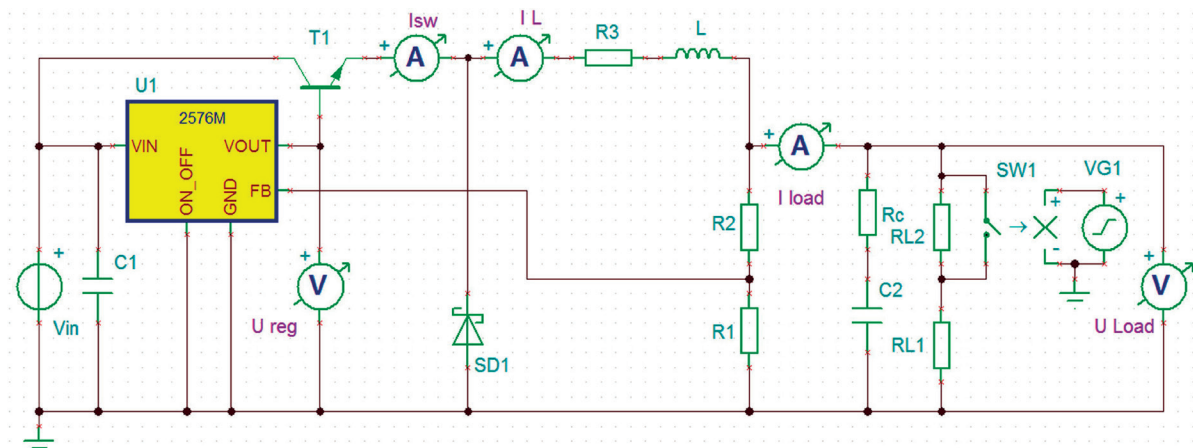 Isw
I L
T1
+
A
+
A
R3
L
U1
2576M
VIN
VOUT
ON_OFF
GND
FB
+
A
I load
SW1
VG1
+
-
+
R2
Rc
RL2
+
Vin
C1
+
V
U reg
C2
+
V
U Load
R1
RL1
SD1